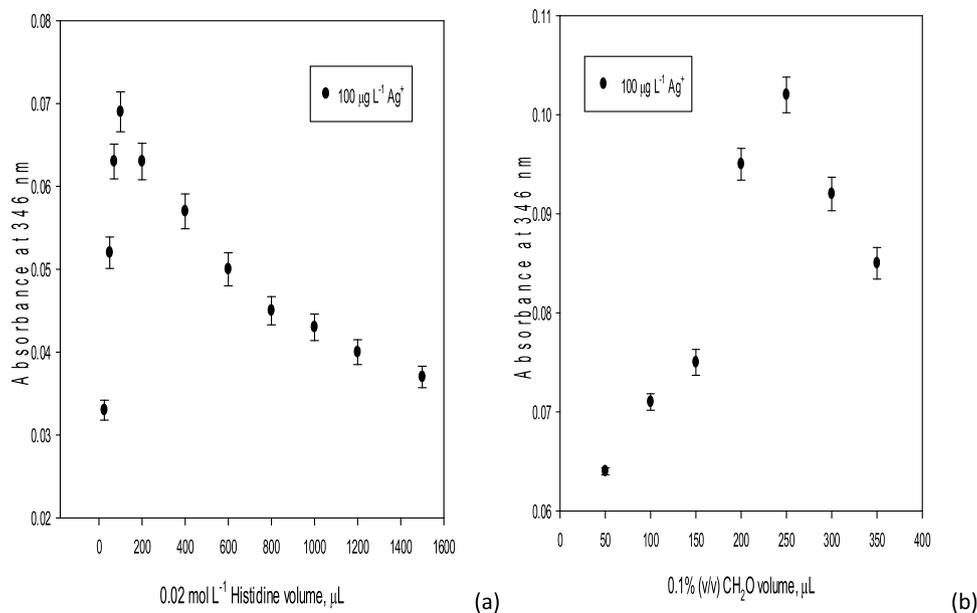 0.08
0.07
0.06
0.05
0.04
0.03
0.02
Absorbance at 346 nm
100 µg L⁻¹ Ag⁺
0 200 400 600 800 1000 1200 1400 1600
0.02 mol L⁻¹ Histidine volume, µL
(a)
0.11
0.10
0.09
0.08
0.07
0.06
Absorbance at 346 nm
100 µg L⁻¹ Ag⁺
0 50 100 150 200 250 300 350 400
0.1% (v/v) CH₂O volume, µL
(b)